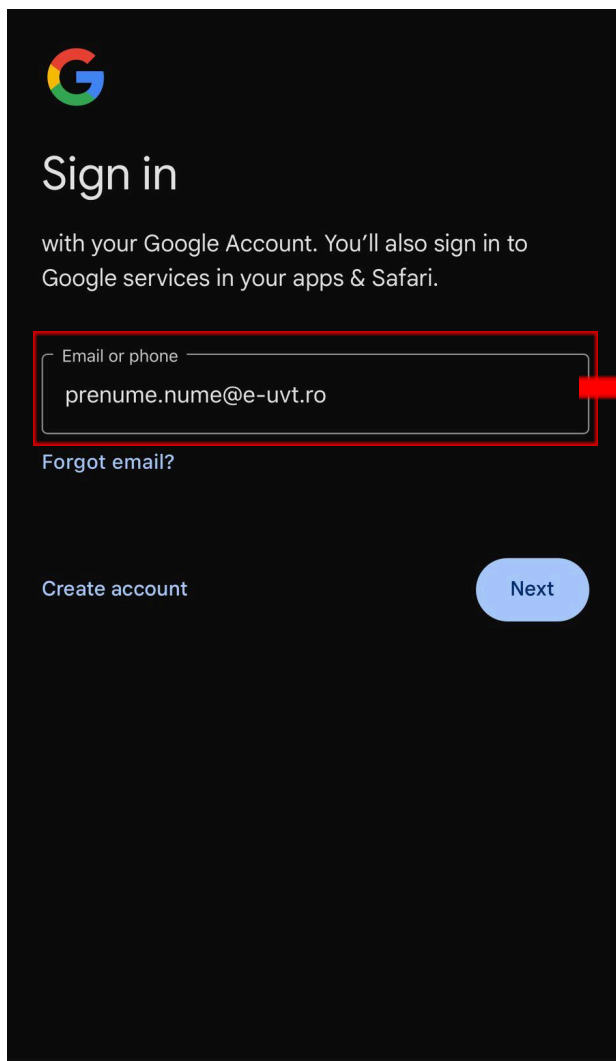 Sign in
with your Google Account. You’ll also sign in to
Google services in your apps & Safari.
Email or phone
prenume.nume@e-uvt.ro
Forgot email?
Create account
Next